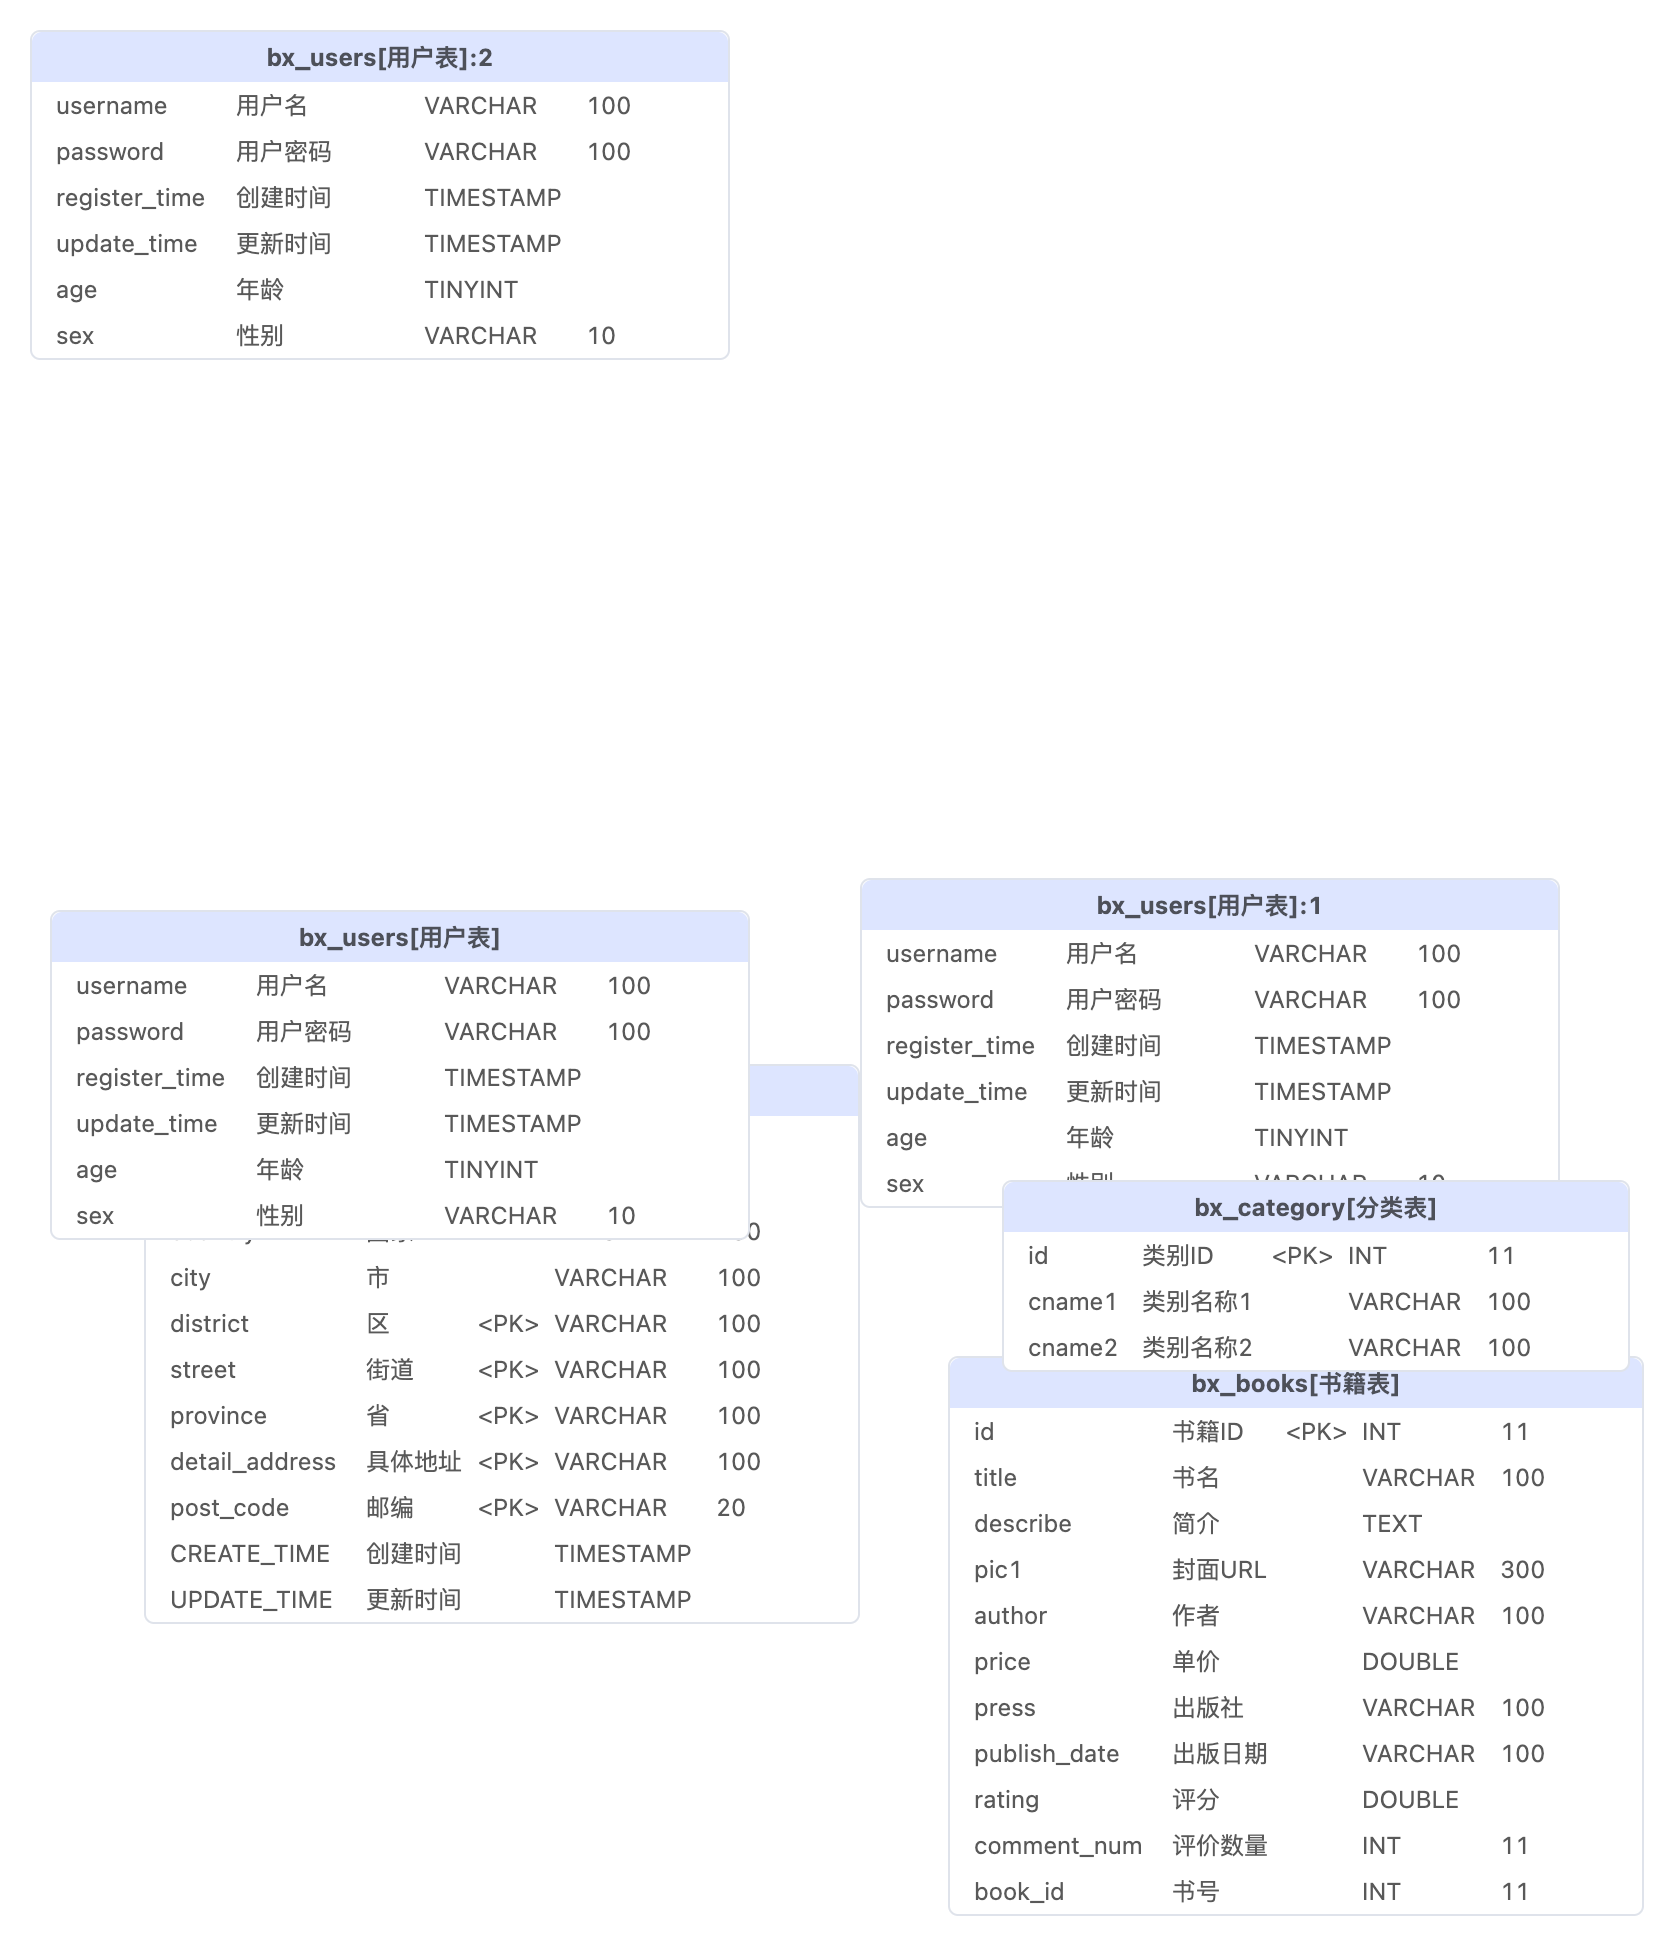 bx_users[用户表]:2
username 用户名 VARCHAR 100
password 用户密码 VARCHAR 100
register_time 创建时间 TIMESTAMP
update_time 更新时间 TIMESTAMP
age 年龄 TINYINT
sex 性别 VARCHAR 10
bx_users[用户表]
username 用户名 VARCHAR 100
password 用户密码 VARCHAR 100
register_time 创建时间 TIMESTAMP
update_time 更新时间 TIMESTAMP
age 年龄 TINYINT
sex 性别 VARCHAR 10
city 市 VARCHAR 100
district 区 <PK> VARCHAR 100
street 街道 <PK> VARCHAR 100
province 省 <PK> VARCHAR 100
detail_address 具体地址 <PK> VARCHAR 100
post_code 邮编 <PK> VARCHAR 20
CREATE_TIME 创建时间 TIMESTAMP
UPDATE_TIME 更新时间 TIMESTAMP
bx_users[用户表]:1
username 用户名 VARCHAR 100
password 用户密码 VARCHAR 100
register_time 创建时间 TIMESTAMP
update_time 更新时间 TIMESTAMP
age 年龄 TINYINT
sex 性别 VARCHAR 10
bx_category[分类表]
id 类别ID <PK> INT 11
cname1 类别名称1 VARCHAR 100
cname2 类别名称2 VARCHAR 100
bx_books[书籍表]
id 书籍ID <PK> INT 11
title 书名 VARCHAR 100
describe 简介 TEXT
pic1 封面URL VARCHAR 300
author 作者 VARCHAR 100
price 单价 DOUBLE
press 出版社 VARCHAR 100
publish_date 出版日期 VARCHAR 100
rating 评分 DOUBLE
comment_num 评价数量 INT 11
book_id 书号 INT 11